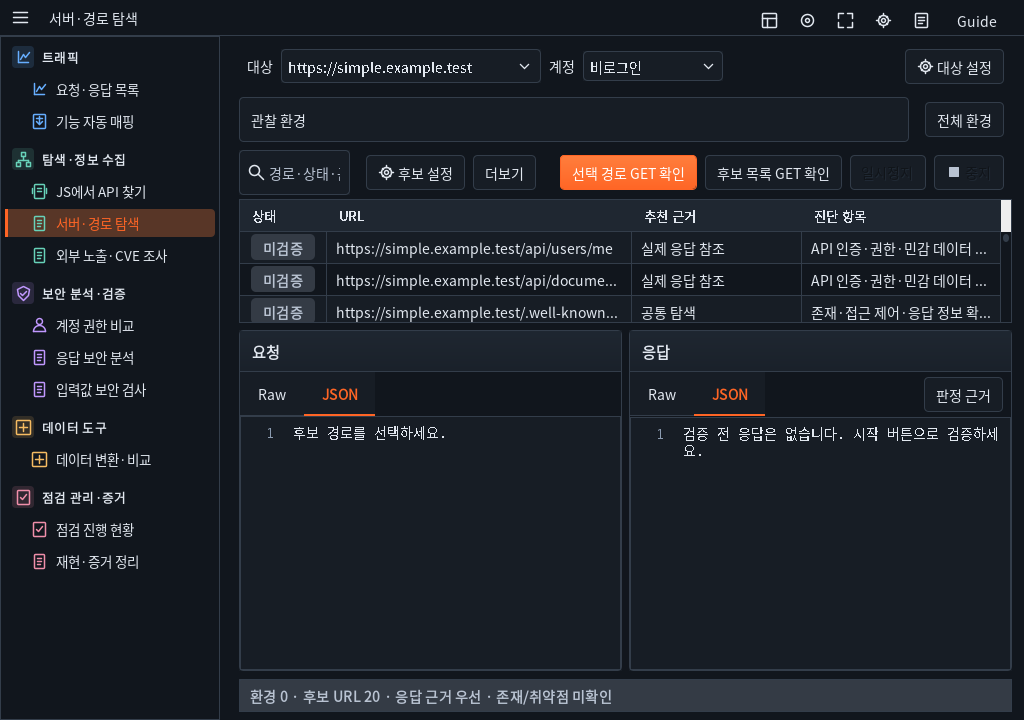 서버·경로 탐색
Guide
트래픽
요청·응답 목록
기능 자동 매핑
탐색·정보 수집
JS에서 API 찾기
서버·경로 탐색
외부 노출·CVE 조사
보안 분석·검증
계정 권한 비교
응답 보안 분석
입력값 보안 검사
데이터 도구
데이터 변환·비교
점검 관리·증거
점검 진행 현황
재현·증거 정리
대상 https://simple.example.test 계정 비로그인 대상 설정
관찰 환경 전체 환경
경로·상태· 후보 설정 더보기 선택 경로 GET 확인 후보 목록 GET 확인
상태 URL 추천 근거 진단 항목
미검증 https://simple.example.test/api/users/me 실제 응답 참조 API 인증·권한·민감 데이터 ...
미검증 https://simple.example.test/api/docume... 실제 응답 참조 API 인증·권한·민감 데이터 ...
미검증 https://simple.example.test/.well-known... 공통 탐색 존재·접근 제어·응답 정보 확...
요청
Raw JSON
1 후보 경로를 선택하세요.
응답
Raw JSON 판정 근거
1 검증 전 응답은 없습니다. 시작 버튼으로 검증하세
요.
환경 0 · 후보 URL 20 · 응답 근거 우선 · 존재/취약점 미확인